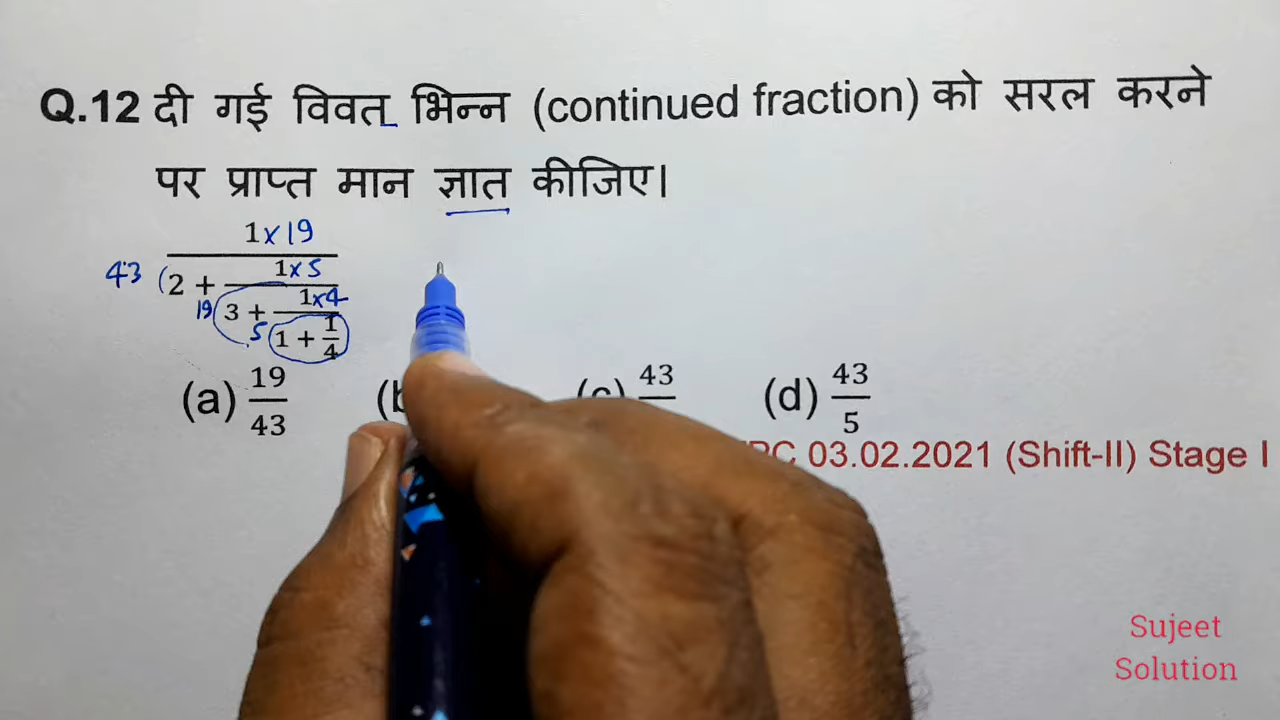 Q.12 दी गई विवत् भिन्न (continued fraction) को सरल करने
पर प्राप्त मान ज्ञात कीजिए।
1×19
43 (2 + 1×5
19 (3 + 1×4
5 (1 + 1/4
(a) 19/43 (b (c) 43 (d) 43/5
03.02.2021 (Shift-II) Stage I
Sujeet
Solution